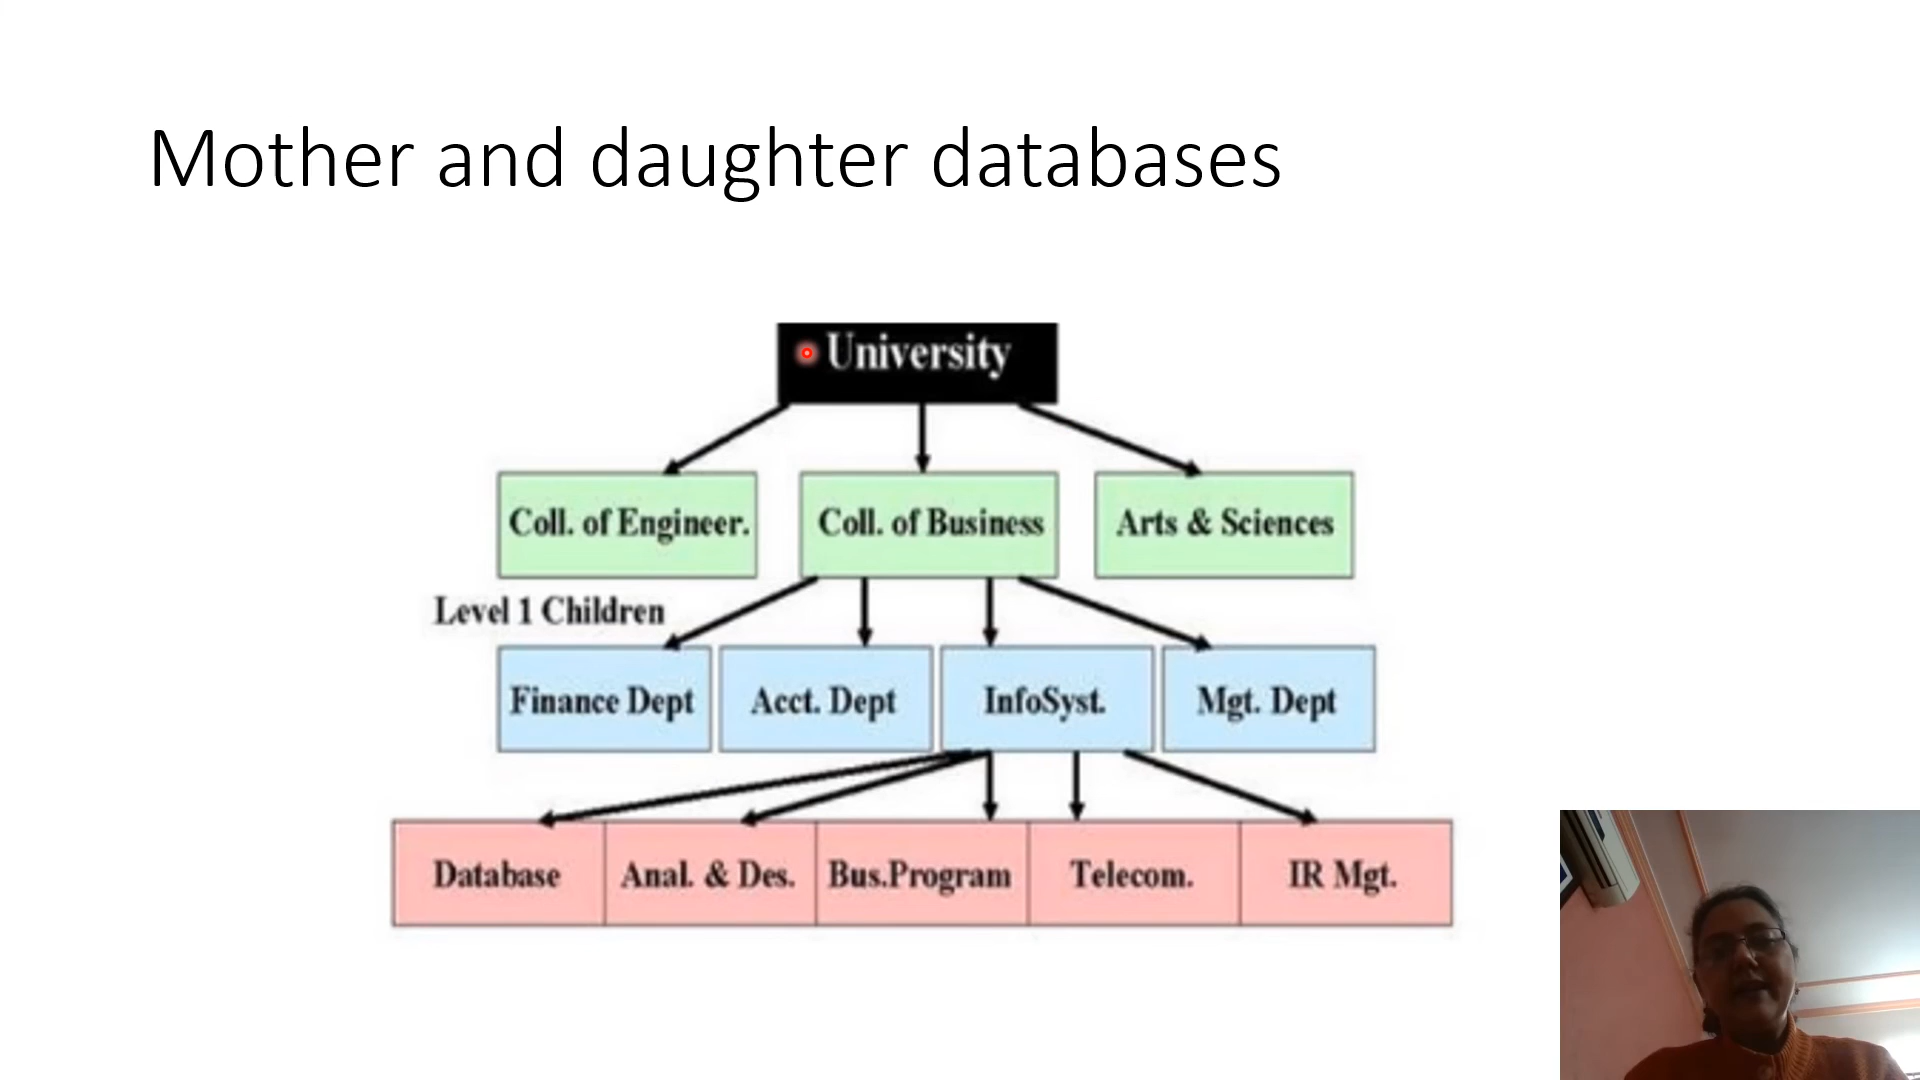 Mother and daughter databases
University
Coll. of Engineer.
Coll. of Business
Arts & Sciences
Level 1 Children
Finance Dept
Acct. Dept
InfoSyst.
Mgt. Dept
Database
Anal. & Des.
Bus.Program
Telecom.
IR Mgt.